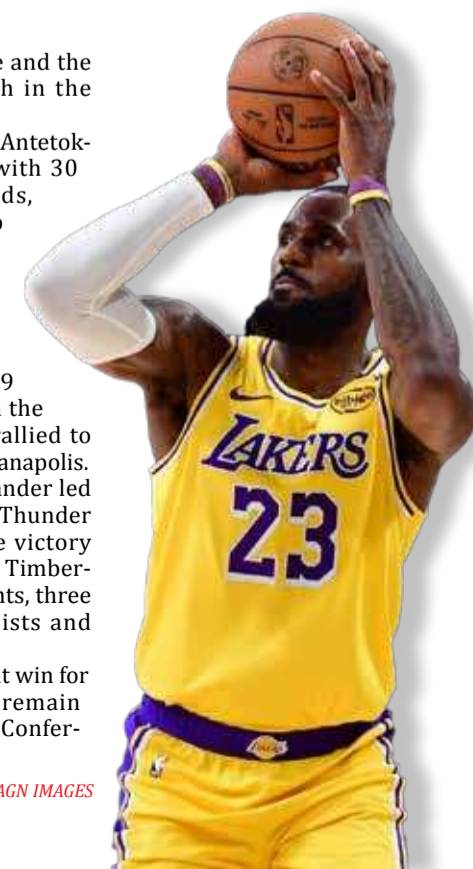 e and the
h in the
Antetok-
with 30
ds,
9
n the
allied to
anapolis.
ander led
Thunder
e victory
Timber-
nts, three
ists and
t win for
remain
Confer-
AGN IMAGES
LAKERS
23